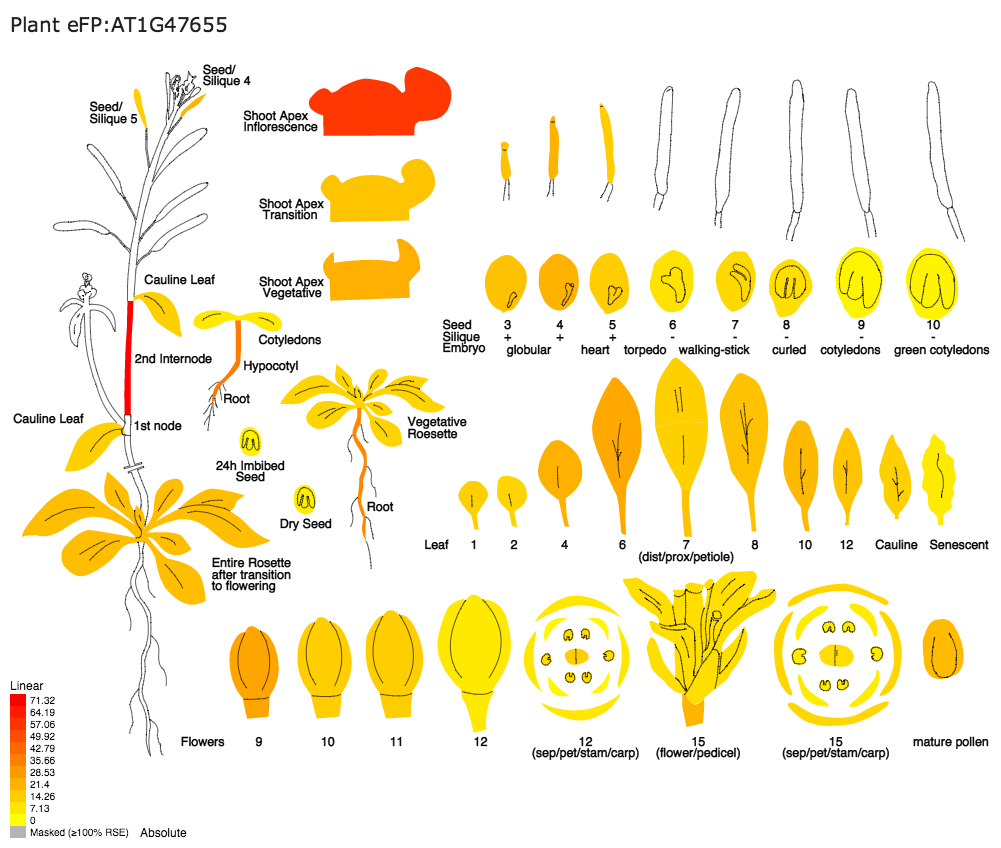 Plant eFP:AT1G47655
Seed/
Silique 4
Seed/
Silique 5
Shoot Apex
Inflorescence
Shoot Apex
Transition
Shoot Apex
Vegetative
Cauline Leaf
2nd Internode
Cauline Leaf
1st node
Cotyledons
Hypocotyl
Root
24h Imbibed
Seed
Dry Seed
Vegetative
Roesette
Root
Entire Rosette
after transition
to flowering
Seed 3 4 5 6 7 8 9 10
Silique + + + - - - - -
Embryo globular heart torpedo walking-stick curled cotyledons green cotyledons
Leaf 1 2 4 6 7 8 10 12 Cauline Senescent
(dist/prox/petiole)
Flowers 9 10 11 12 12 15 15 mature pollen
(sep/pet/stam/carp) (flower/pedicel) (sep/pet/stam/carp)
Linear
71.32
64.19
57.06
49.92
42.79
35.66
28.53
21.4
14.26
7.13
0
Masked (≥100% RSE) Absolute